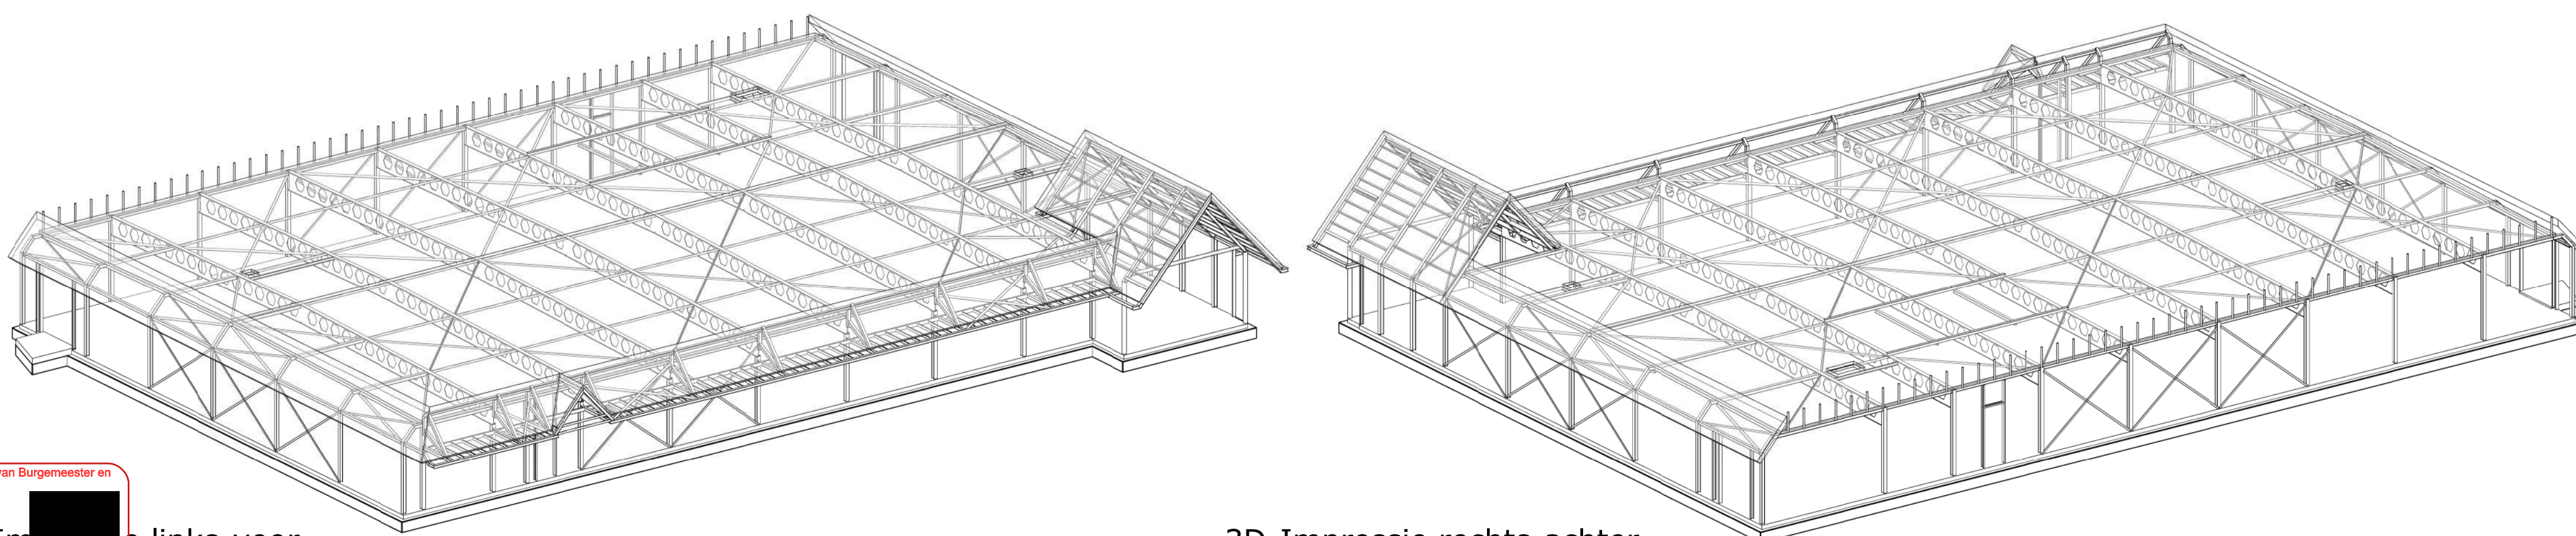 van Burgemeester en
links voor
3D-Impressie rechts achter